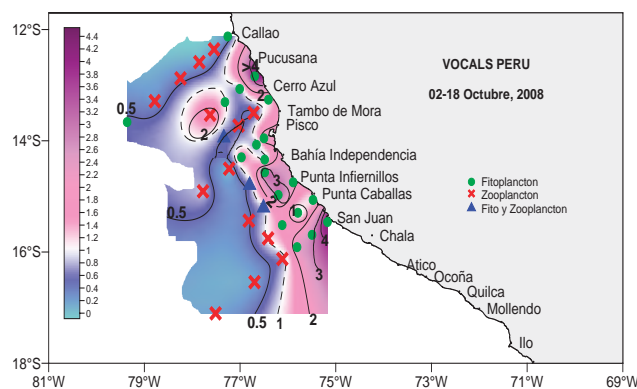 12°S
14°S
16°S
18°S
81°W
79°W
77°W
75°W
73°W
71°W
69°W
4.4
4.2
4
3.8
3.6
3.4
3.2
3
2.8
2.6
2.4
2.2
2
1.8
1.6
1.4
1.2
1
0.8
0.6
0.4
0.2
0
VOCALS PERU
02-18 Octubre, 2008
Fitoplancton
Zooplancton
Fito y Zooplancton
Callao
Pucusana
Cerro Azul
Tambo de Mora
Pisco
Bahía Independencia
Punta Infiernillos
Punta Caballas
San Juan
Chala
Atico
Ocoña
Quilca
Mollendo
Ilo
0.5
>4
2
2
3
2
1
0.5
4
3
0.5
1
2